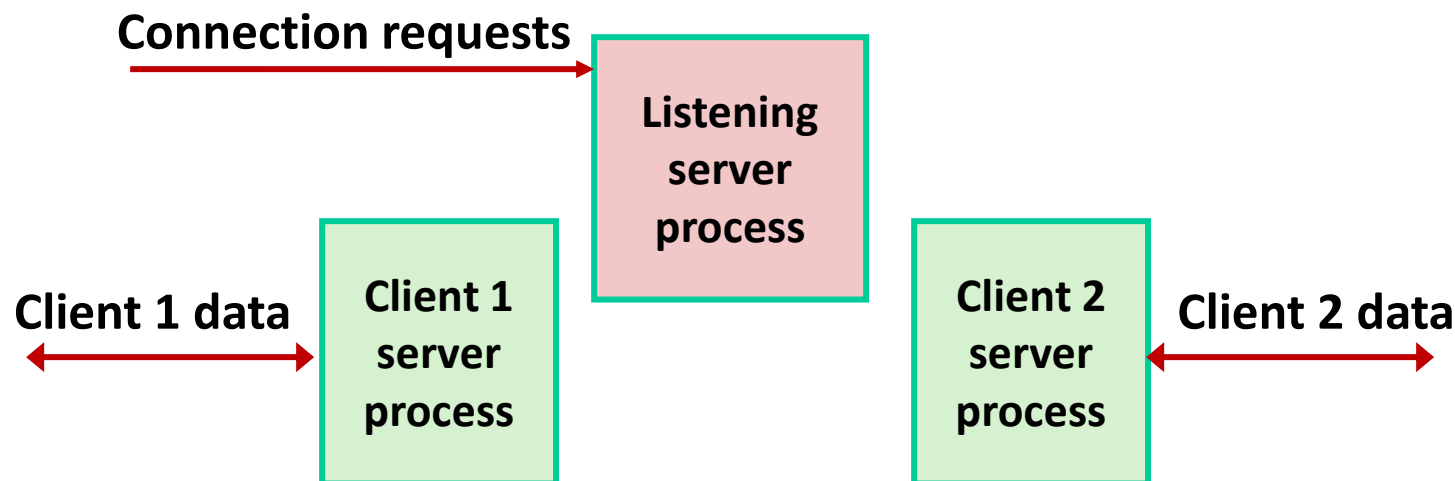 Connection requests
Listening
server
process
Client 1 data
Client 1
server
process
Client 2
server
process
Client 2 data